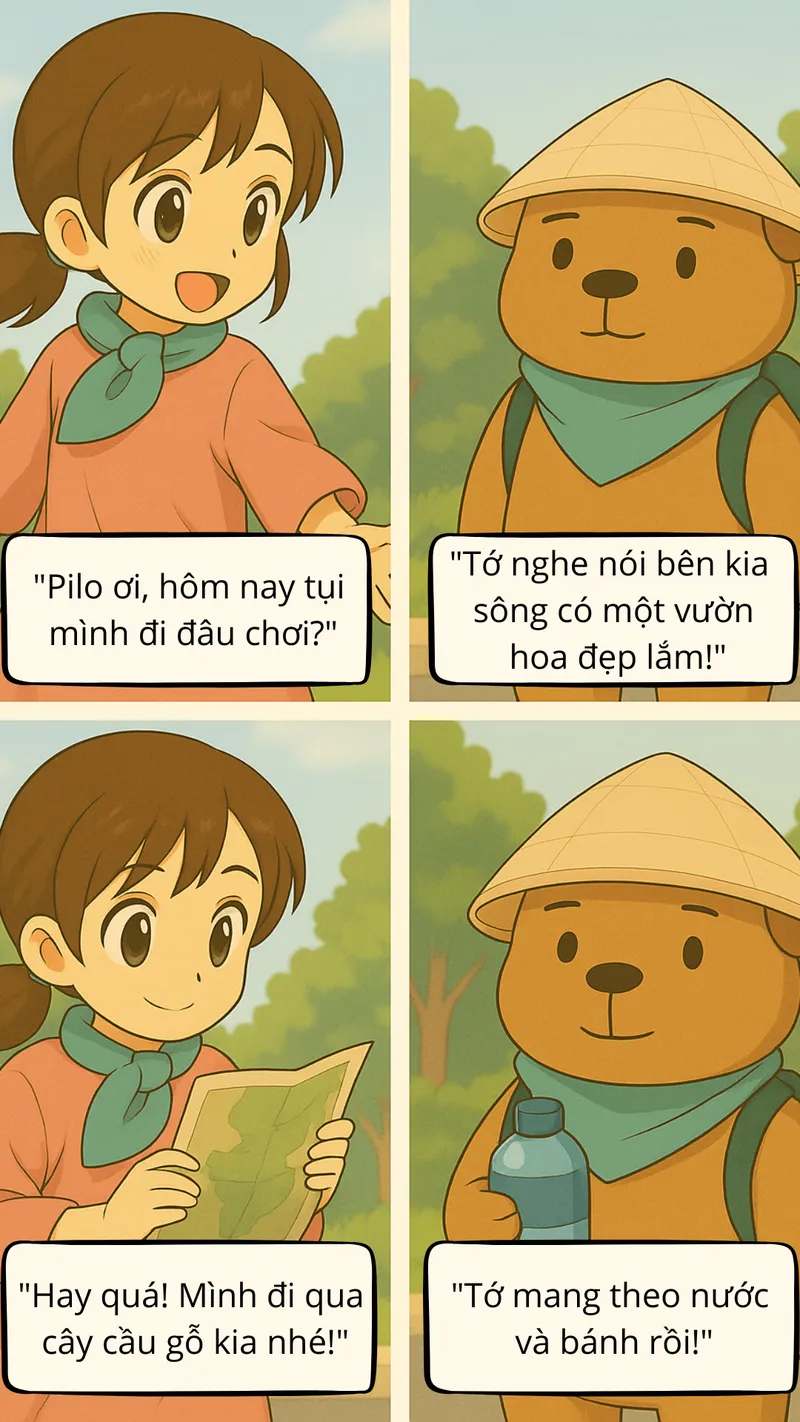 "Pilo ơi, hôm nay tụi
mình đi đâu chơi?"
"Tớ nghe nói bên kia
sông có một vườn
hoa đẹp lắm!"
"Hay quá! Mình đi qua
cây cầu gỗ kia nhé!"
"Tớ mang theo nước
và bánh rồi!"